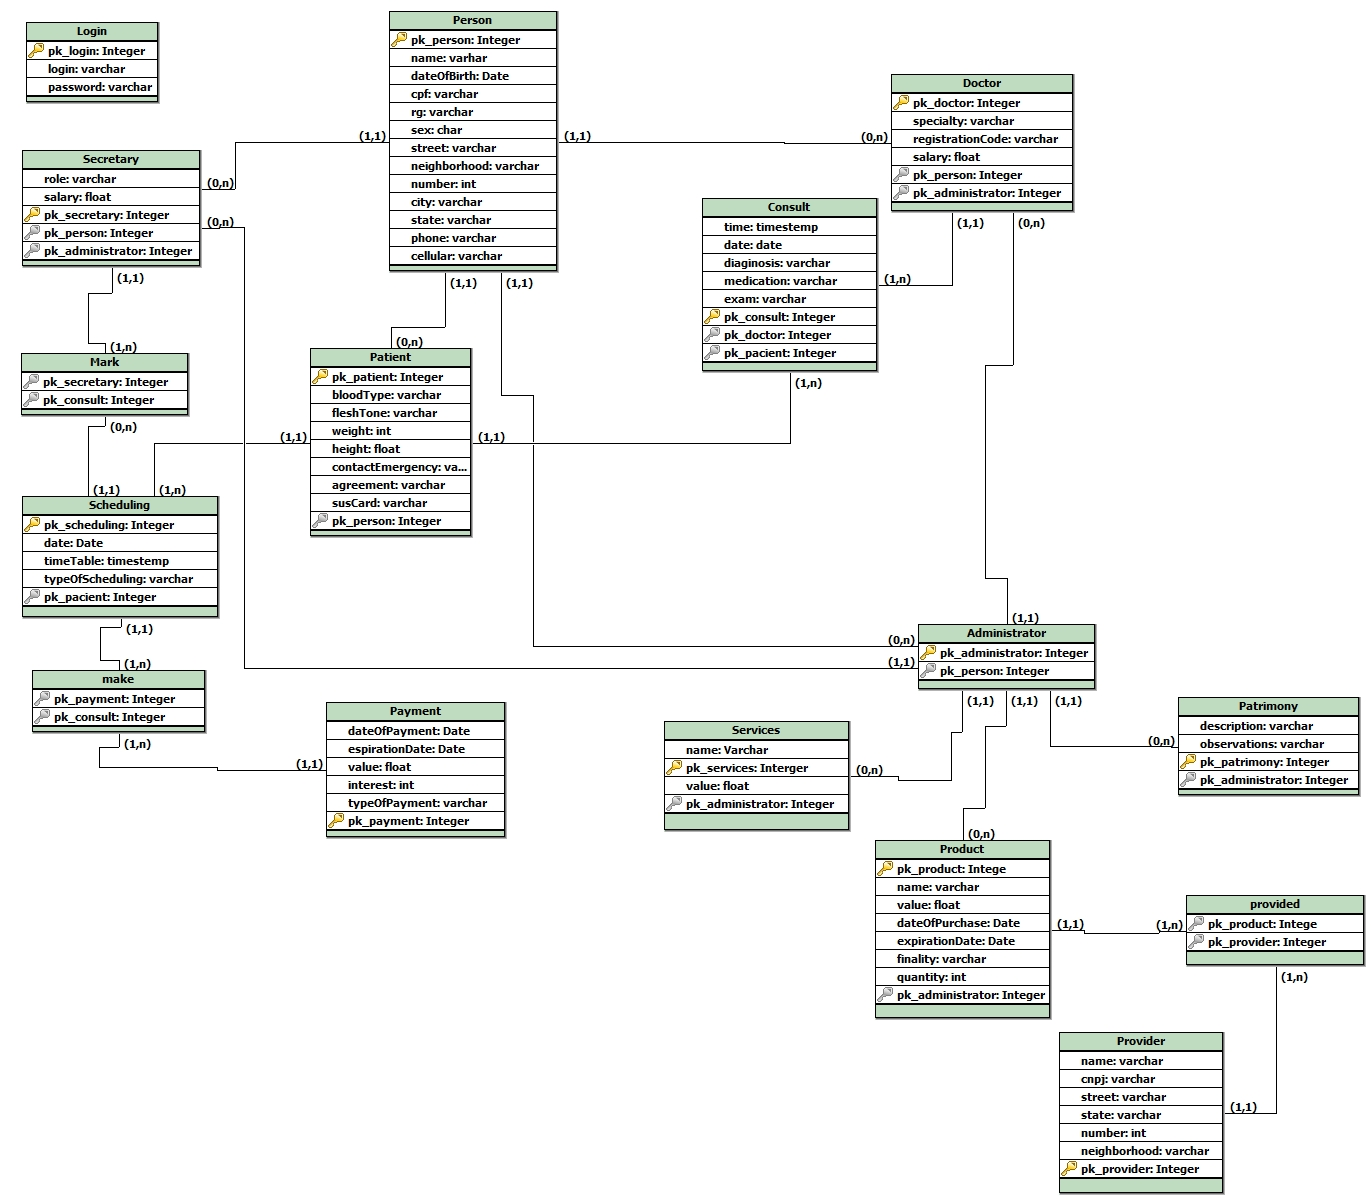 Login
pk_login: Integer
login: varchar
password: varchar
Person
pk_person: Integer
name: varhar
dateOfBirth: Date
cpf: varchar
rg: varchar
sex: char
street: varchar
neighborhood: varchar
number: int
city: varchar
state: varchar
phone: varchar
cellular: varchar
(1,1)
(1,1)
(1,1)
(1,1)
Doctor
pk_doctor: Integer
specialty: varchar
registrationCode: varchar
salary: float
pk_person: Integer
pk_administrator: Integer
(0,n)
(1,1)
(0,n)
Secretary
role: varchar
salary: float
pk_secretary: Integer
pk_person: Integer
pk_administrator: Integer
(0,n)
(0,n)
(1,1)
Consult
time: timestemp
date: date
diagnosis: varchar
medication: varchar
exam: varchar
pk_consult: Integer
pk_doctor: Integer
pk_pacient: Integer
(1,n)
(1,n)
(1,n)
Mark
pk_secretary: Integer
pk_consult: Integer
(0,n)
(0,n)
Patient
pk_patient: Integer
bloodType: varchar
fleshTone: varchar
weight: int
height: float
contactEmergency: va...
agreement: varchar
susCard: varchar
pk_person: Integer
(1,1)
(1,1)
(1,1)
(1,n)
Scheduling
pk_scheduling: Integer
date: Date
timeTable: timestemp
typeOfScheduling: varchar
pk_pacient: Integer
(1,1)
(1,n)
make
pk_payment: Integer
pk_consult: Integer
(1,n)
Payment
dateOfPayment: Date
espirationDate: Date
value: float
interest: int
typeOfPayment: varchar
pk_payment: Integer
(1,1)
(1,1)
(0,n)
(1,1)
Administrator
pk_administrator: Integer
pk_person: Integer
(1,1)
(1,1)
(1,1)
Services
name: Varchar
pk_services: Interger
value: float
pk_administrator: Integer
(0,n)
Patrimony
description: varchar
observations: varchar
pk_patrimony: Integer
pk_administrator: Integer
(0,n)
(0,n)
Product
pk_product: Intege
name: varchar
value: float
dateOfPurchase: Date
expirationDate: Date
finality: varchar
quantity: int
pk_administrator: Integer
(1,1)
(1,n)
provided
pk_product: Intege
pk_provider: Integer
(1,n)
Provider
name: varchar
cnpj: varchar
street: varchar
state: varchar
number: int
neighborhood: varchar
pk_provider: Integer
(1,1)